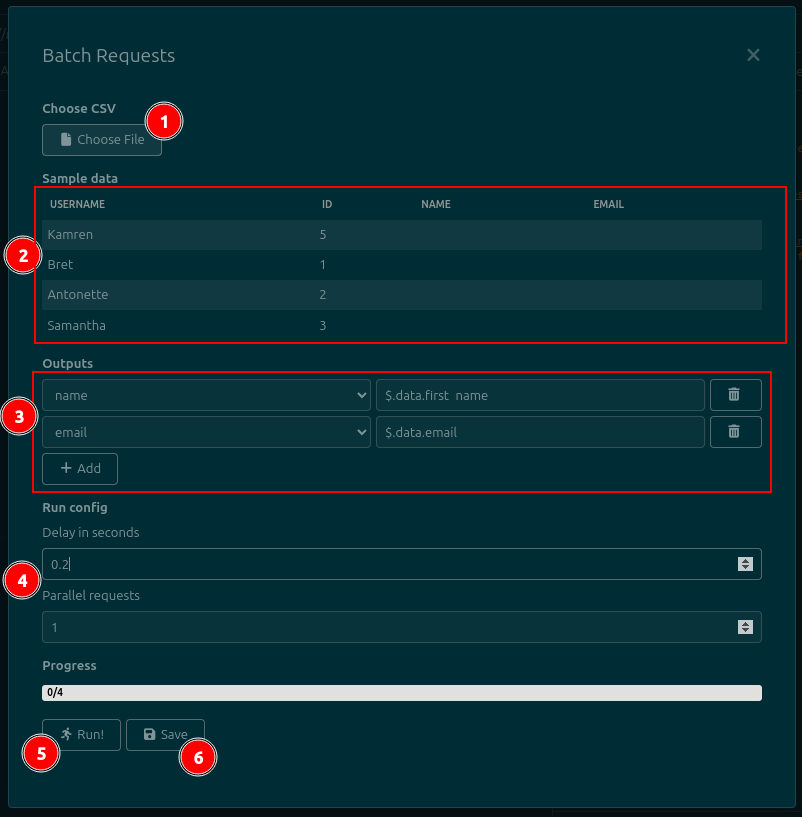 Batch Requests
Choose CSV
1
Choose File
Sample data
USERNAME ID NAME EMAIL
2
Kamren 5
Bret 1
Antonette 2
Samantha 3
Outputs
3
name $.data.first name
email $.data.email
Add
Run config
Delay in seconds
4
0.2
Parallel requests
1
Progress
0/4
Run! Save
5 6